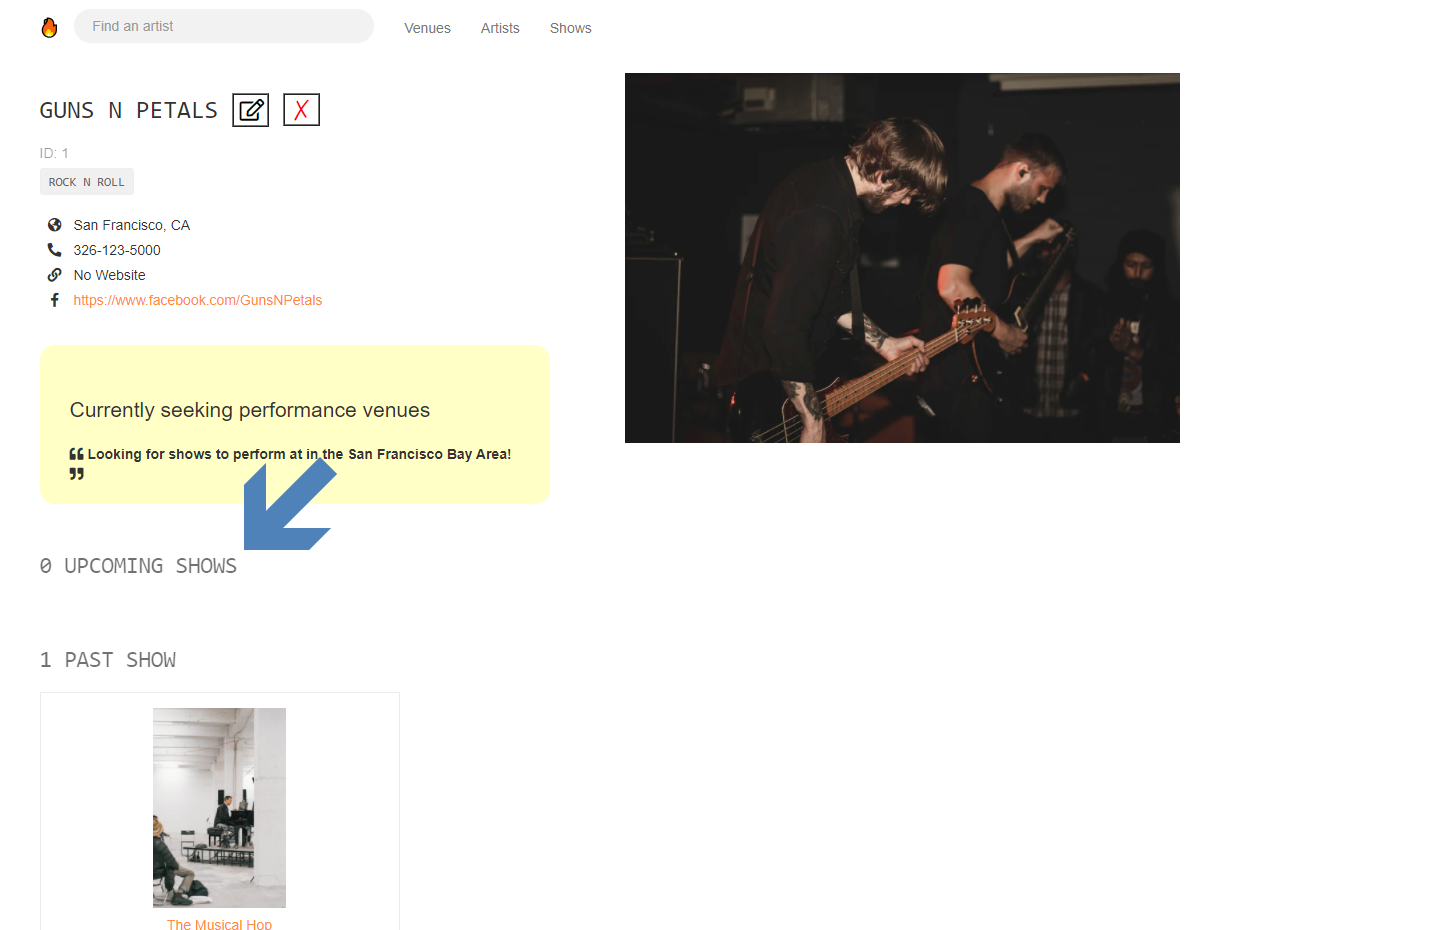 Find an artist
Venues
Artists
Shows
GUNS N PETALS
ID: 1
ROCK N ROLL
San Francisco, CA
326-123-5000
No Website
https://www.facebook.com/GunsNPetals
Currently seeking performance venues
❝ Looking for shows to perform at in the San Francisco Bay Area!
❞
0 UPCOMING SHOWS
1 PAST SHOW
The Musical Hop